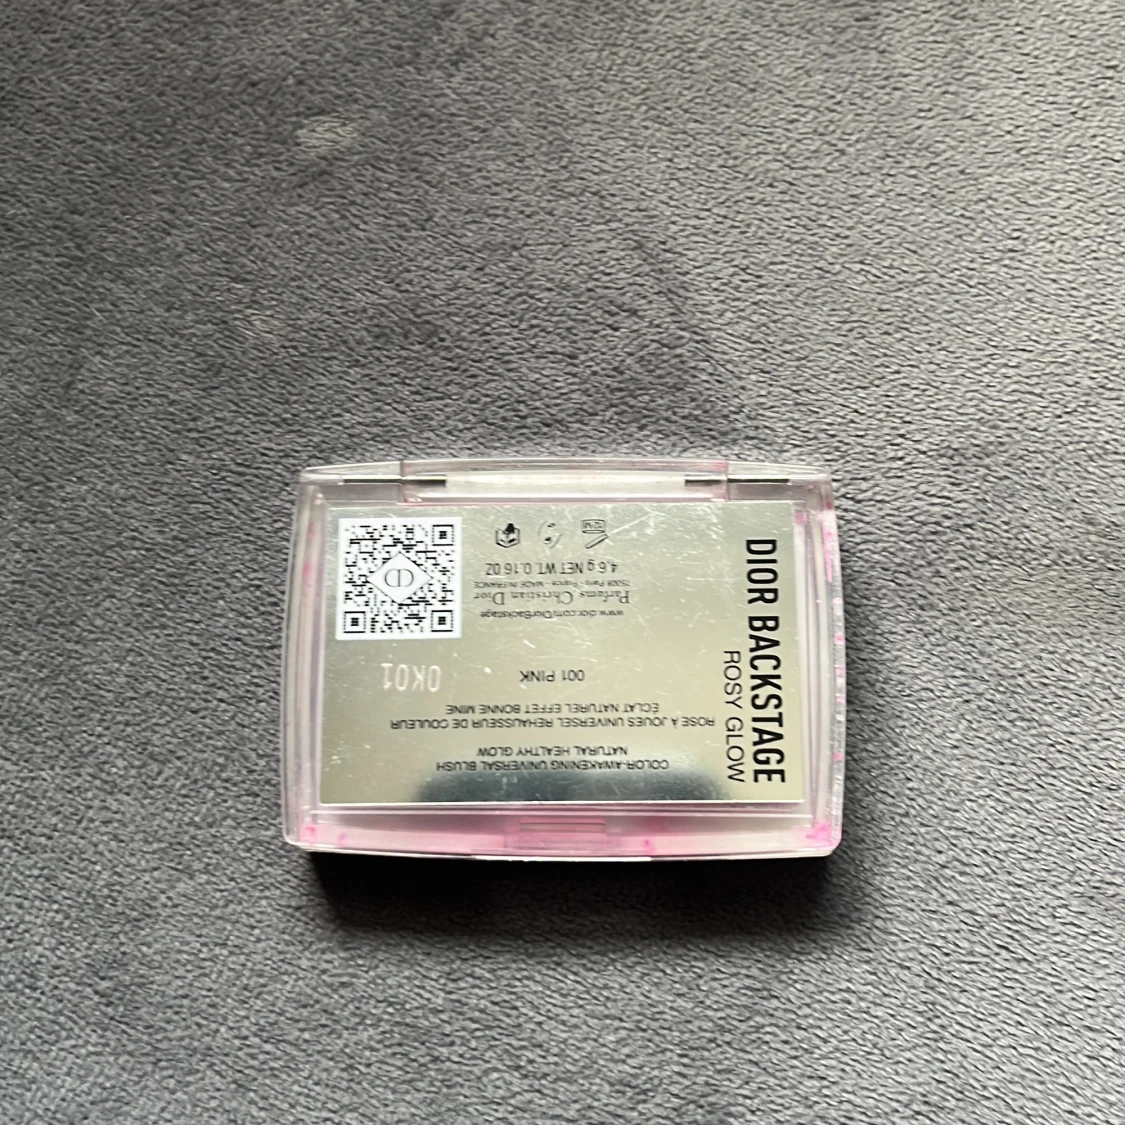 DIOR BACKSTAGE
ROSY GLOW
COLOR-AWAKENING UNIVERSAL BLUSH
NATURAL HEALTHY GLOW
ROSE À JOUES UNIVERSEL REHAUSSEUR DE COULEUR
ÉCLAT NATUREL EFFET BONNE MINE
001 PINK
0K01
www.dior.com/DiorBackstage
Parfums Christian Dior
75008 Paris - France - MADE IN FRANCE
4.6 g NET WT. 0.16 OZ
12 M
CD